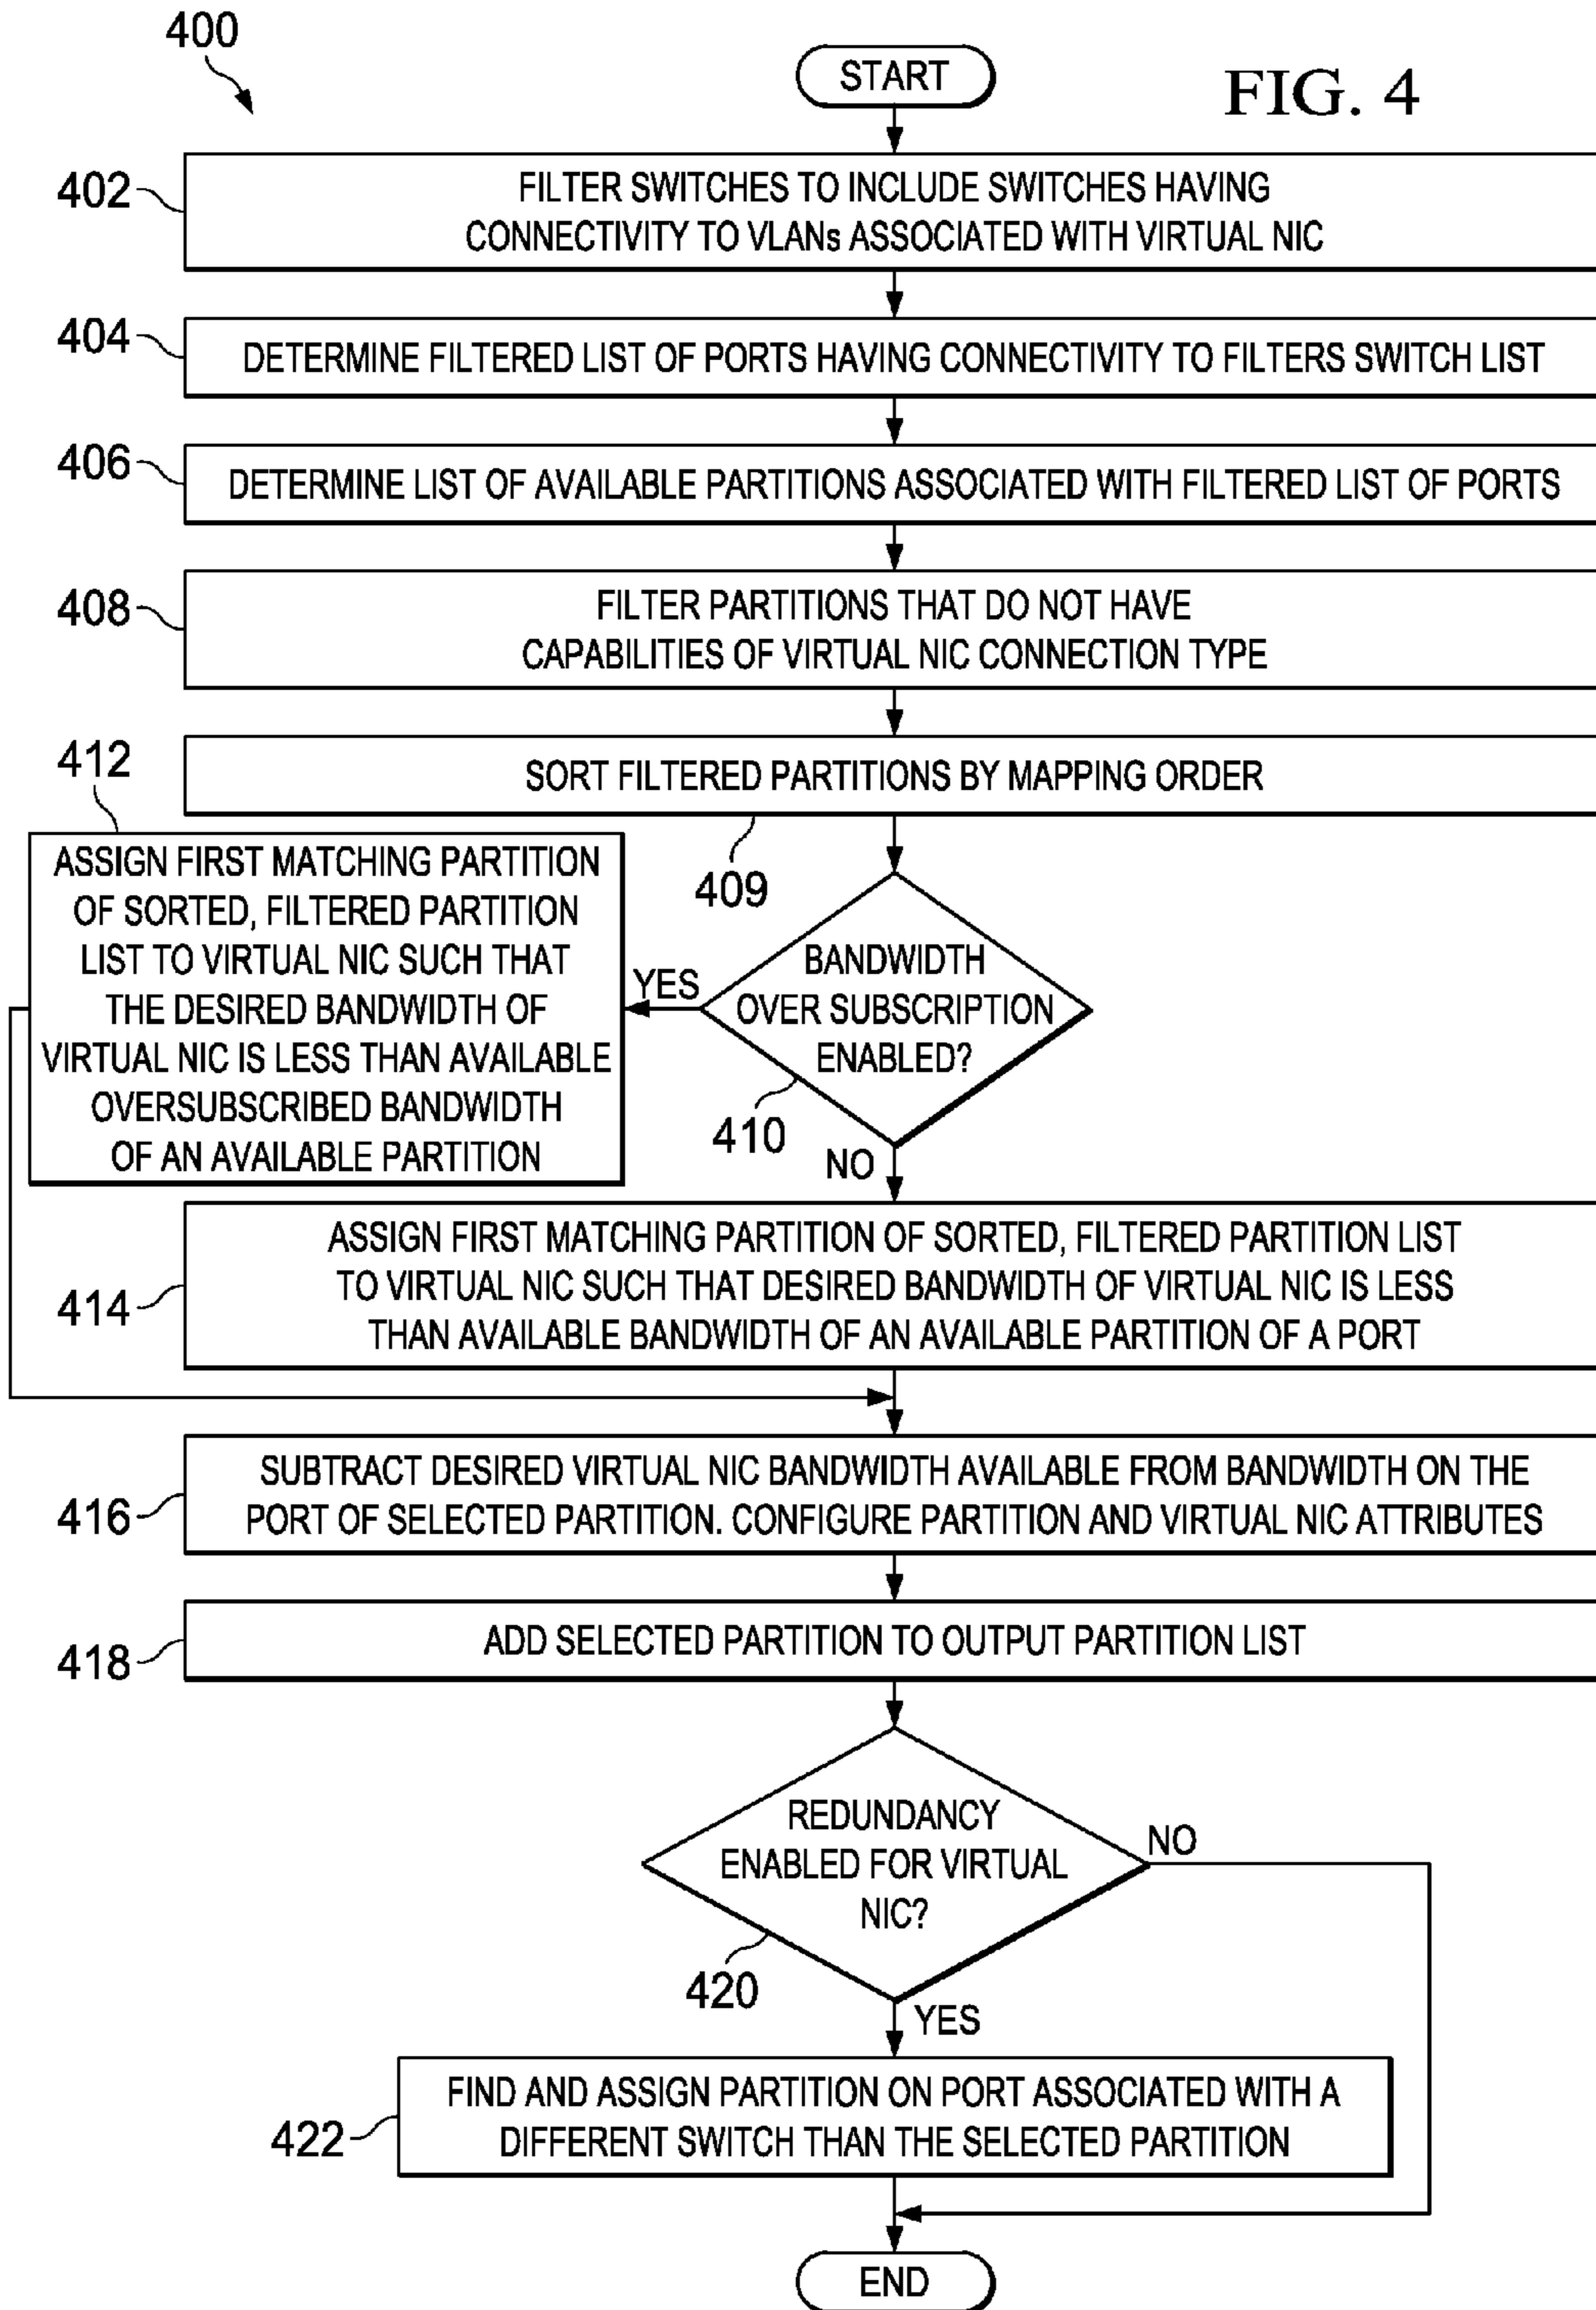 400
START
FIG. 4
402
FILTER SWITCHES TO INCLUDE SWITCHES HAVING
CONNECTIVITY TO VLANs ASSOCIATED WITH VIRTUAL NIC
404
DETERMINE FILTERED LIST OF PORTS HAVING CONNECTIVITY TO FILTERS SWITCH LIST
406
DETERMINE LIST OF AVAILABLE PARTITIONS ASSOCIATED WITH FILTERED LIST OF PORTS
408
FILTER PARTITIONS THAT DO NOT HAVE
CAPABILITIES OF VIRTUAL NIC CONNECTION TYPE
SORT FILTERED PARTITIONS BY MAPPING ORDER
409
412
ASSIGN FIRST MATCHING PARTITION
OF SORTED, FILTERED PARTITION
LIST TO VIRTUAL NIC SUCH THAT
THE DESIRED BANDWIDTH OF
VIRTUAL NIC IS LESS THAN AVAILABLE
OVERSUBSCRIBED BANDWIDTH
OF AN AVAILABLE PARTITION
YES
BANDWIDTH
OVER SUBSCRIPTION
ENABLED?
410
NO
414
ASSIGN FIRST MATCHING PARTITION OF SORTED, FILTERED PARTITION LIST
TO VIRTUAL NIC SUCH THAT DESIRED BANDWIDTH OF VIRTUAL NIC IS LESS
THAN AVAILABLE BANDWIDTH OF AN AVAILABLE PARTITION OF A PORT
416
SUBTRACT DESIRED VIRTUAL NIC BANDWIDTH AVAILABLE FROM BANDWIDTH ON THE
PORT OF SELECTED PARTITION. CONFIGURE PARTITION AND VIRTUAL NIC ATTRIBUTES
418
ADD SELECTED PARTITION TO OUTPUT PARTITION LIST
REDUNDANCY
ENABLED FOR VIRTUAL
NIC?
NO
420
YES
422
FIND AND ASSIGN PARTITION ON PORT ASSOCIATED WITH A
DIFFERENT SWITCH THAN THE SELECTED PARTITION
END